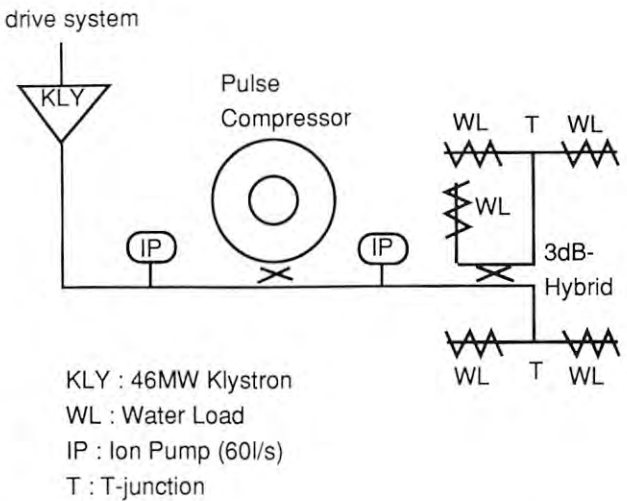 drive system
KLY
Pulse
Compressor
WL T WL
WL
IP
IP
3dB-
Hybrid
WL T WL
KLY : 46MW Klystron
WL : Water Load
IP : Ion Pump (60l/s)
T : T-junction